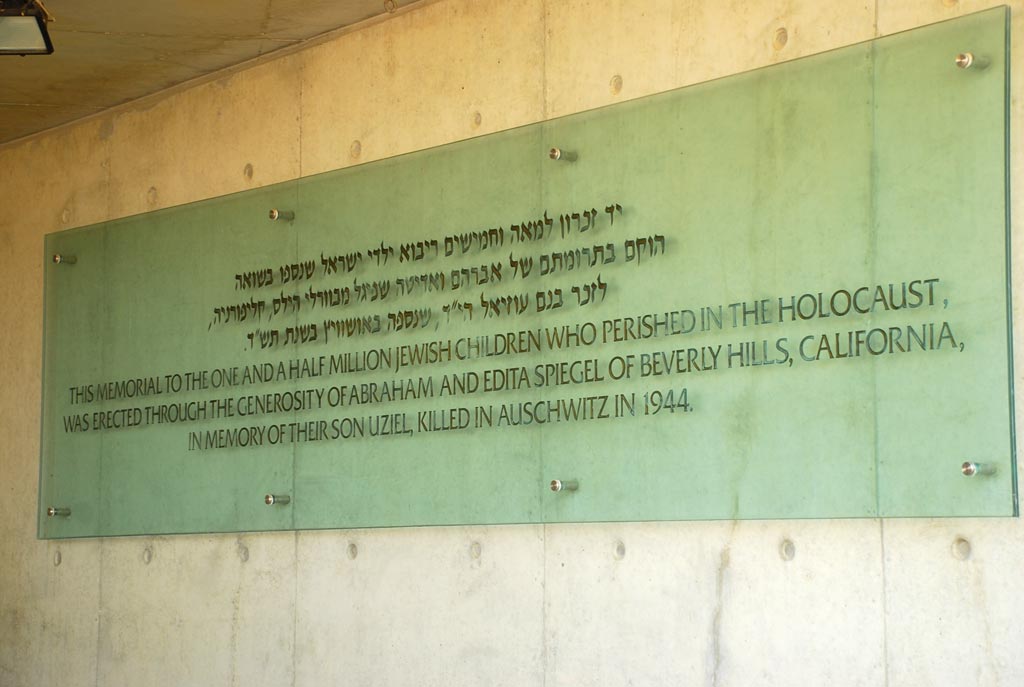 יד זכרון למאה וחמישים ריבוא ילדי ישראל שנספו בשואה
הוקם בתרומתם של אברהם ואדיטה שפיגל מבוורלי הילס, קליפורניה,
לזכר בנם עוזיאל הי״ד, שנספה באושוויץ בשנת תש״ד.
THIS MEMORIAL TO THE ONE AND A HALF MILLION JEWISH CHILDREN WHO PERISHED IN THE HOLOCAUST,
WAS ERECTED THROUGH THE GENEROSITY OF ABRAHAM AND EDITA SPIEGEL OF BEVERLY HILLS, CALIFORNIA,
IN MEMORY OF THEIR SON UZIEL, KILLED IN AUSCHWITZ IN 1944.